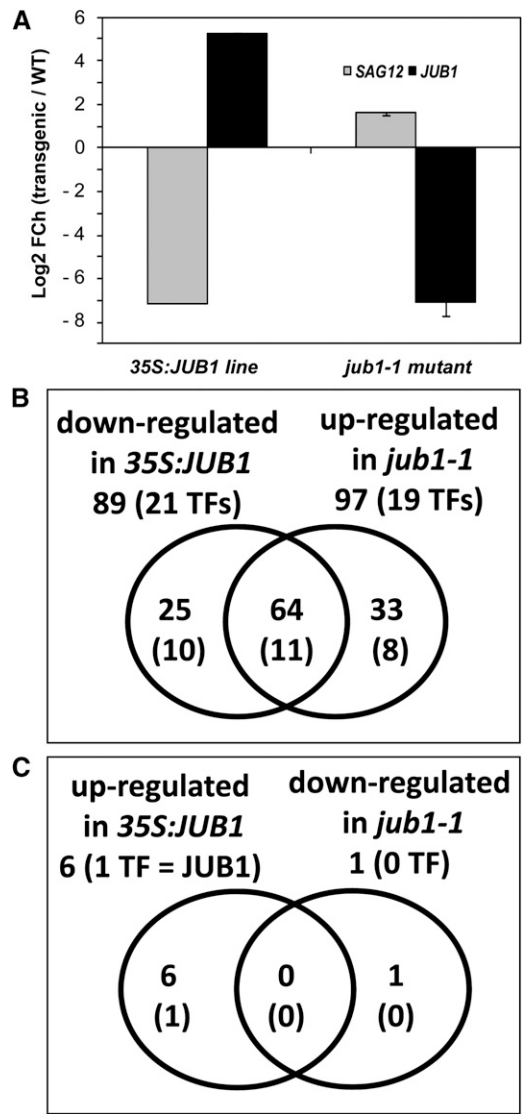 A
Log2 FCh (transgenic / WT)
6
4
2
0
- 2
- 4
- 6
- 8
SAG12 JUB1
35S:JUB1 line jub1-1 mutant
B
down-regulated
in 35S:JUB1
89 (21 TFs)
up-regulated
in jub1-1
97 (19 TFs)
25
(10)
64
(11)
33
(8)
C
up-regulated
in 35S:JUB1
6 (1 TF = JUB1)
down-regulated
in jub1-1
1 (0 TF)
6
(1)
0
(0)
1
(0)